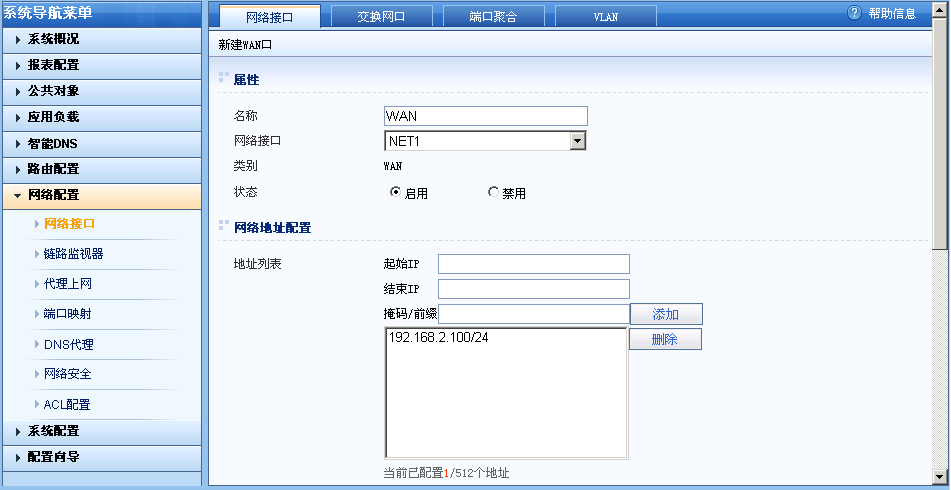 系统导航菜单
系统概况
报表配置
公共对象
应用负载
智能DNS
路由配置
网络配置
网络接口
链路监视器
代理上网
端口映射
DNS代理
网络安全
ACL配置
系统配置
配置向导
网络接口 交换网口 端口聚合 VLAN 帮助信息
新建WAN口
属性
名称 WAN
网络接口 NET1
类别 WAN
状态 启用 禁用
网络地址配置
地址列表 起始IP
结束IP
掩码/前缀 添加
192.168.2.100/24 删除
当前已配置1/512个地址